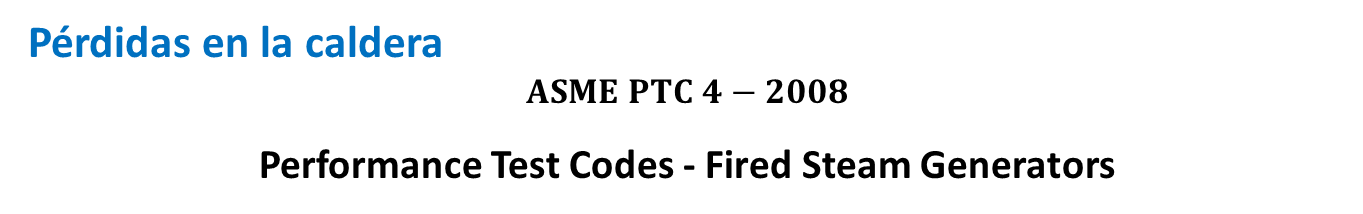 Pérdidas en la caldera
ASME PTC 4 − 2008
Performance Test Codes - Fired Steam Generators